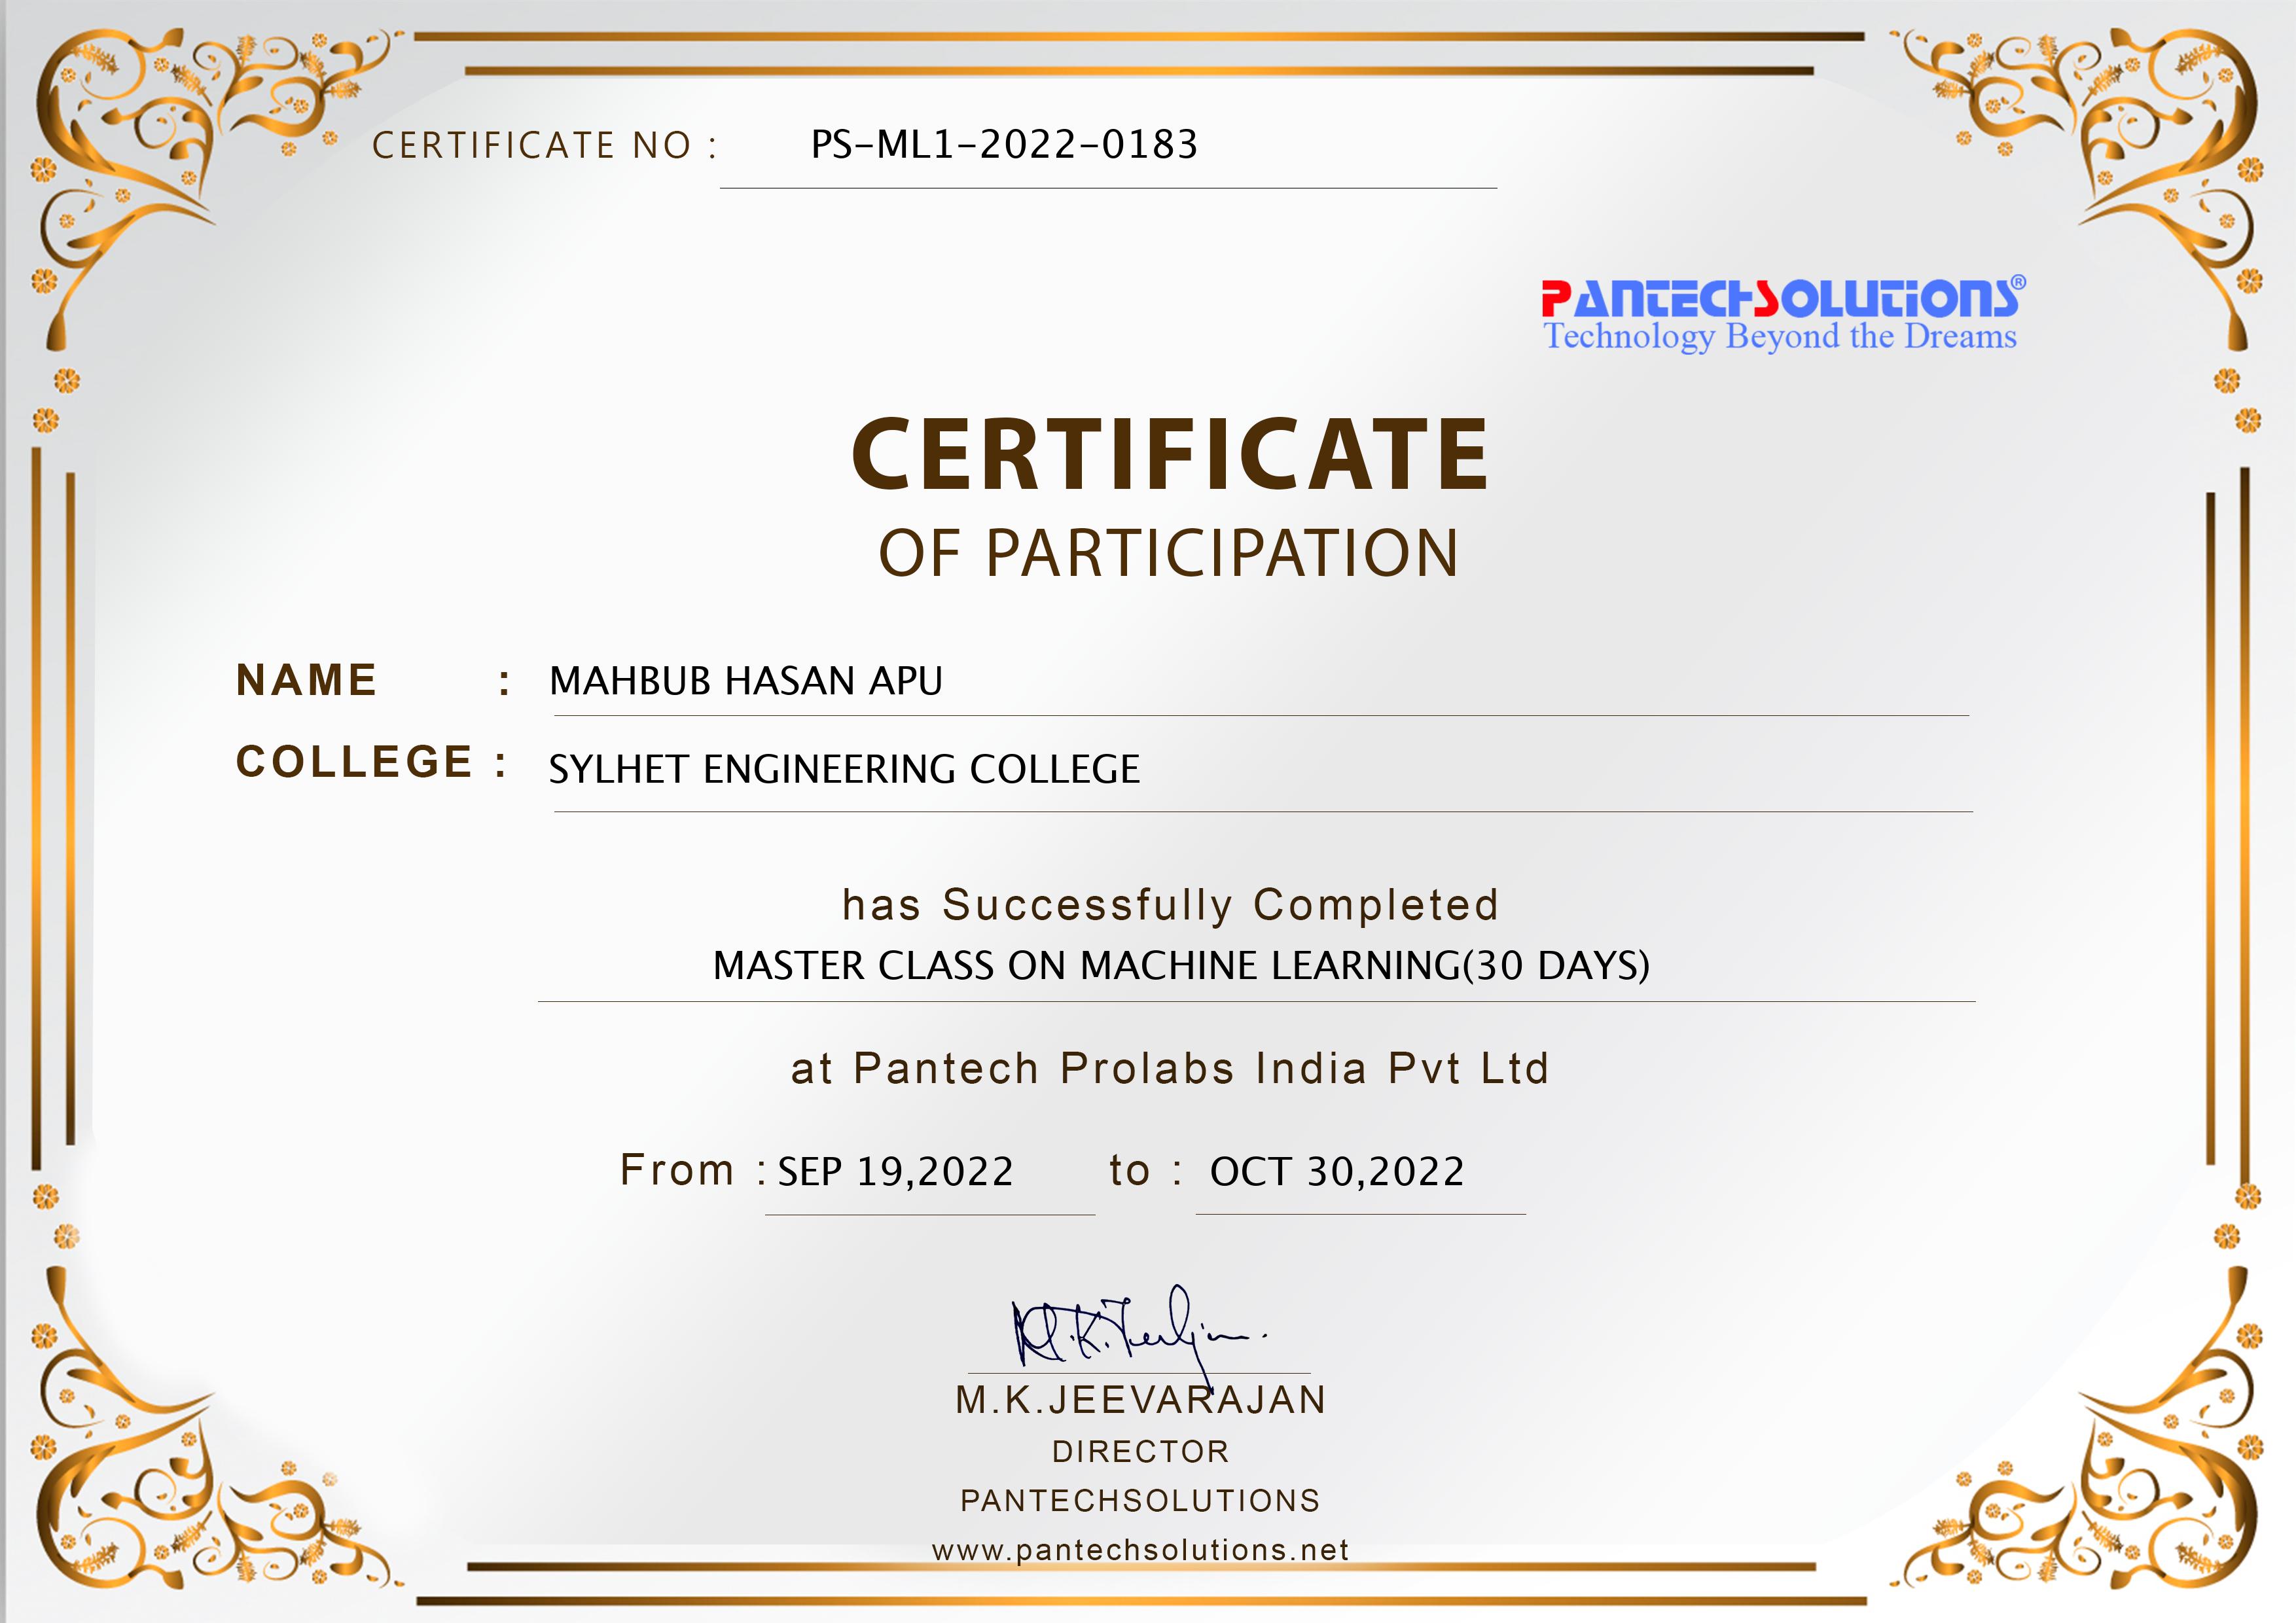 CERTIFICATE NO : PS-ML1-2022-0183
PANTECHSOLUTIONS®
Technology Beyond the Dreams
CERTIFICATE
OF PARTICIPATION
NAME : MAHBUB HASAN APU
COLLEGE : SYLHET ENGINEERING COLLEGE
has Successfully Completed
MASTER CLASS ON MACHINE LEARNING(30 DAYS)
at Pantech Prolabs India Pvt Ltd
From : SEP 19,2022 to : OCT 30,2022
M.K.JEEVARAJAN
DIRECTOR
PANTECHSOLUTIONS
www.pantechsolutions.net